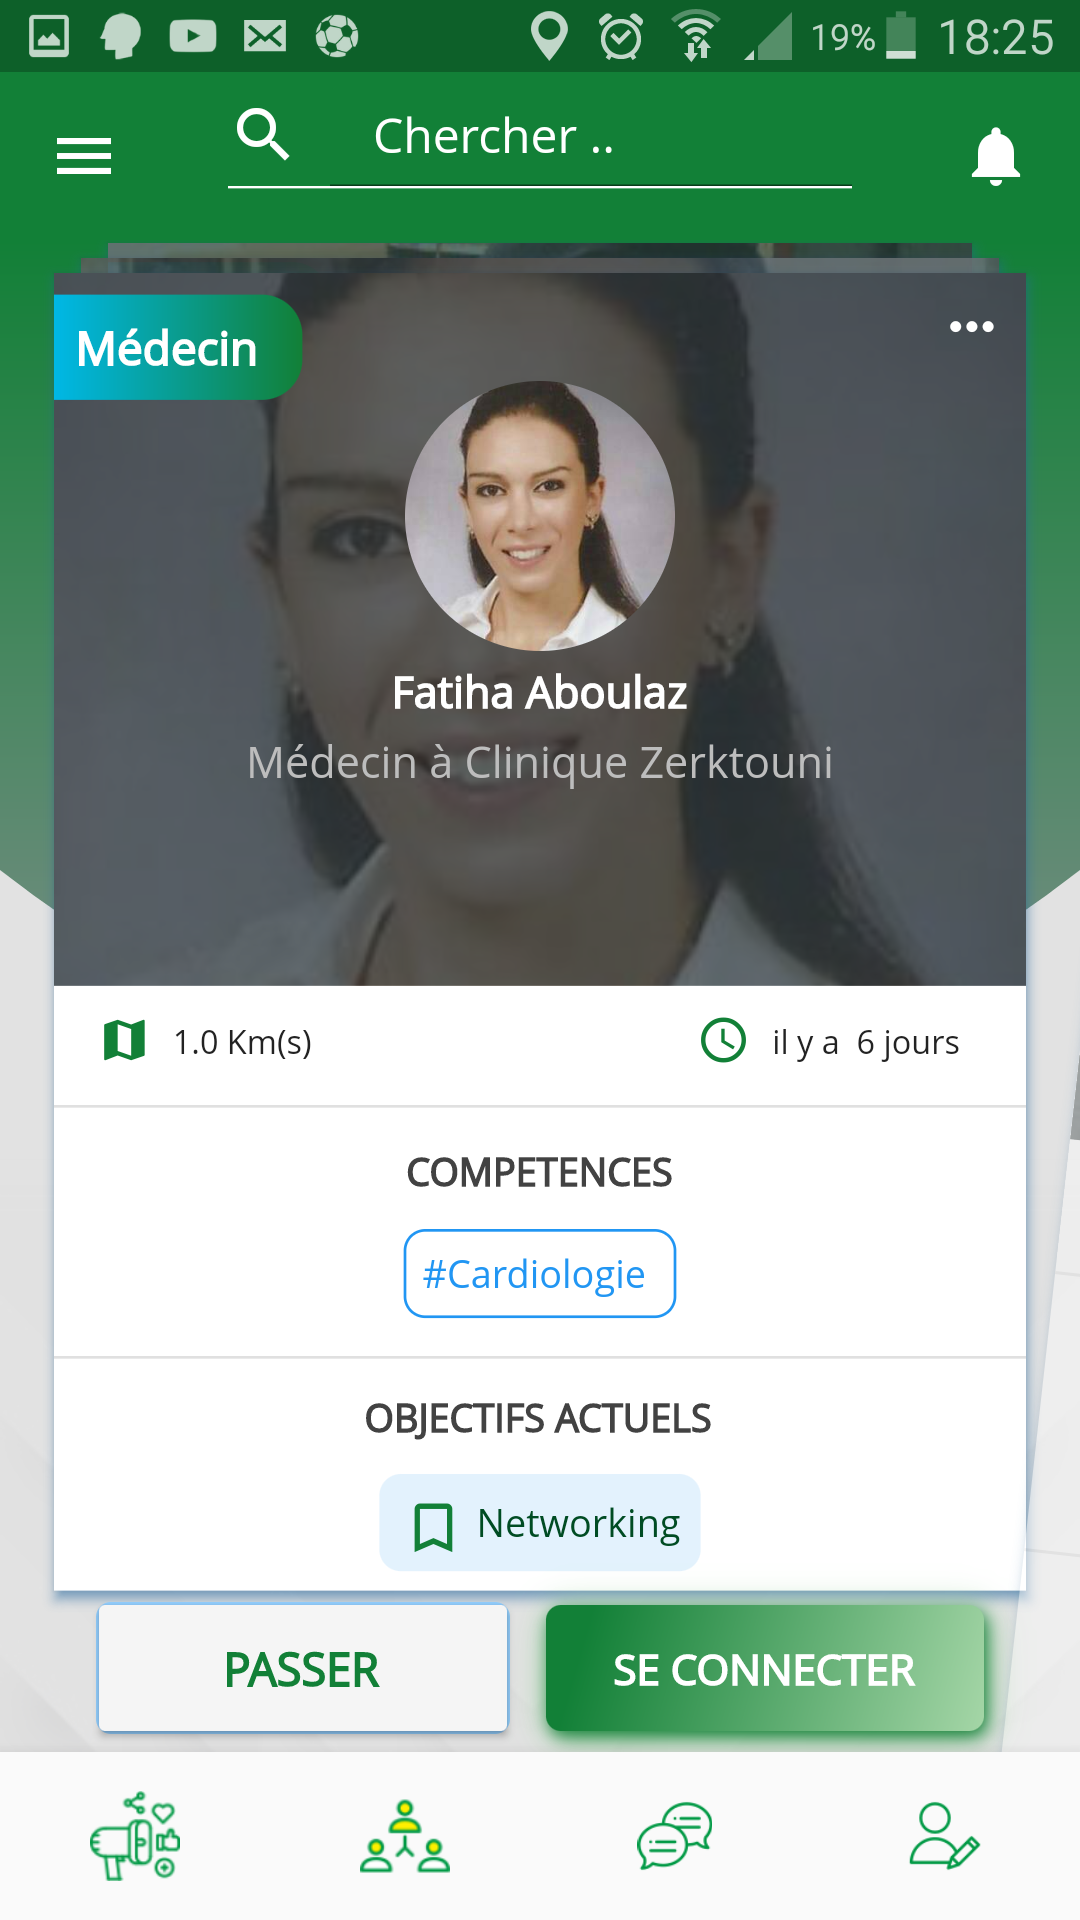 19% 18:25
Chercher ..
Médecin
Fatiha Aboulaz
Médecin à Clinique Zerktouni
1.0 Km(s) il y a 6 jours
COMPETENCES
#Cardiologie
OBJECTIFS ACTUELS
Networking
PASSER SE CONNECTER